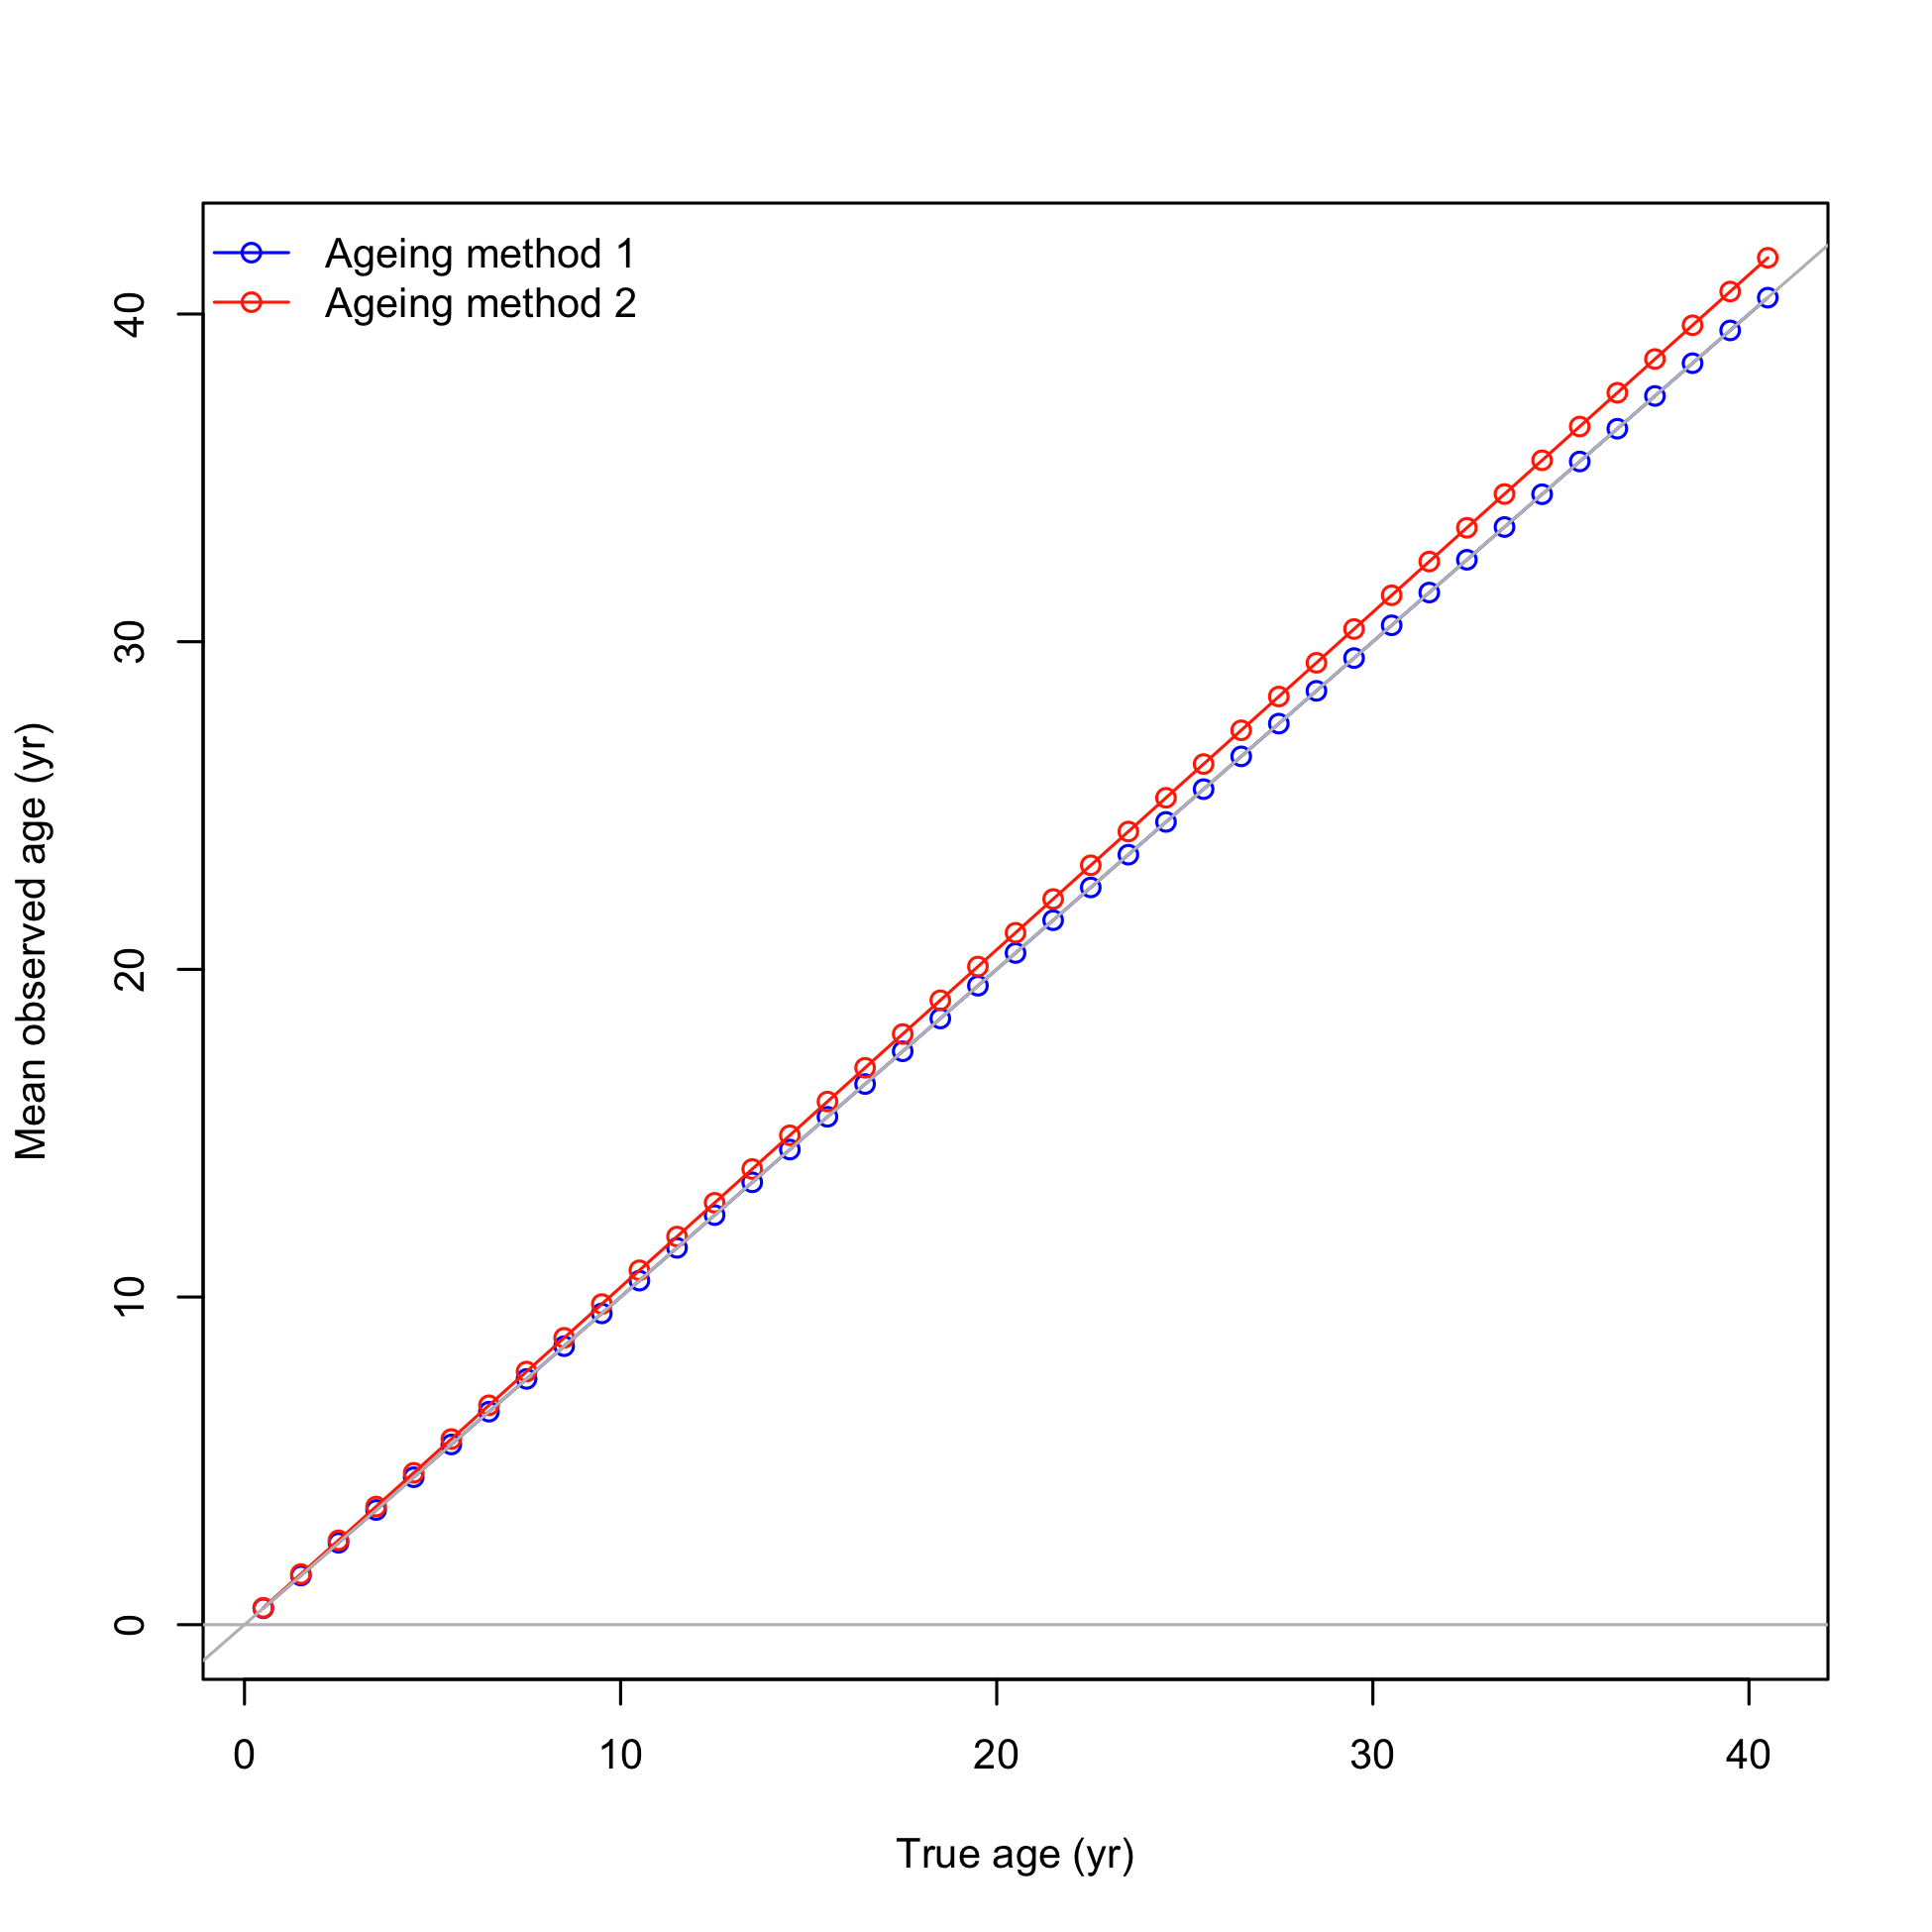 Ageing method 1
Ageing method 2
Mean observed age (yr)
40
30
20
10
0
0 10 20 30 40
True age (yr)